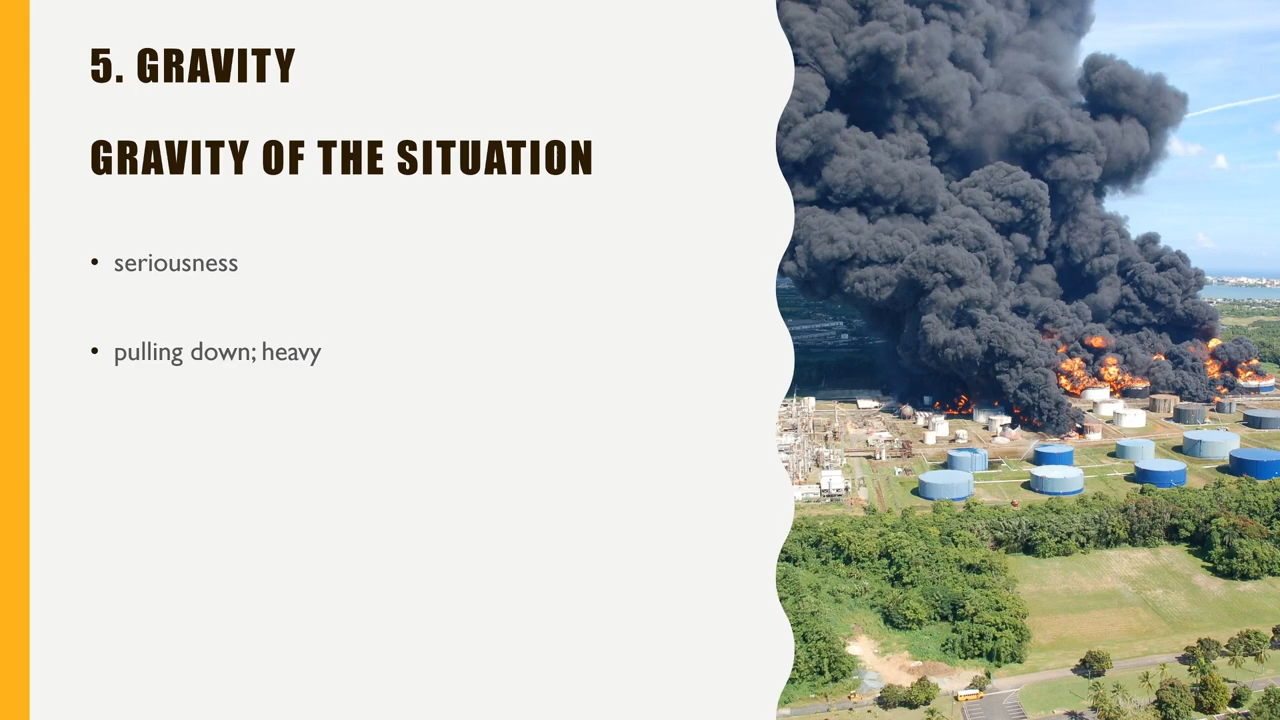 5. GRAVITY
GRAVITY OF THE SITUATION
• seriousness
• pulling down; heavy